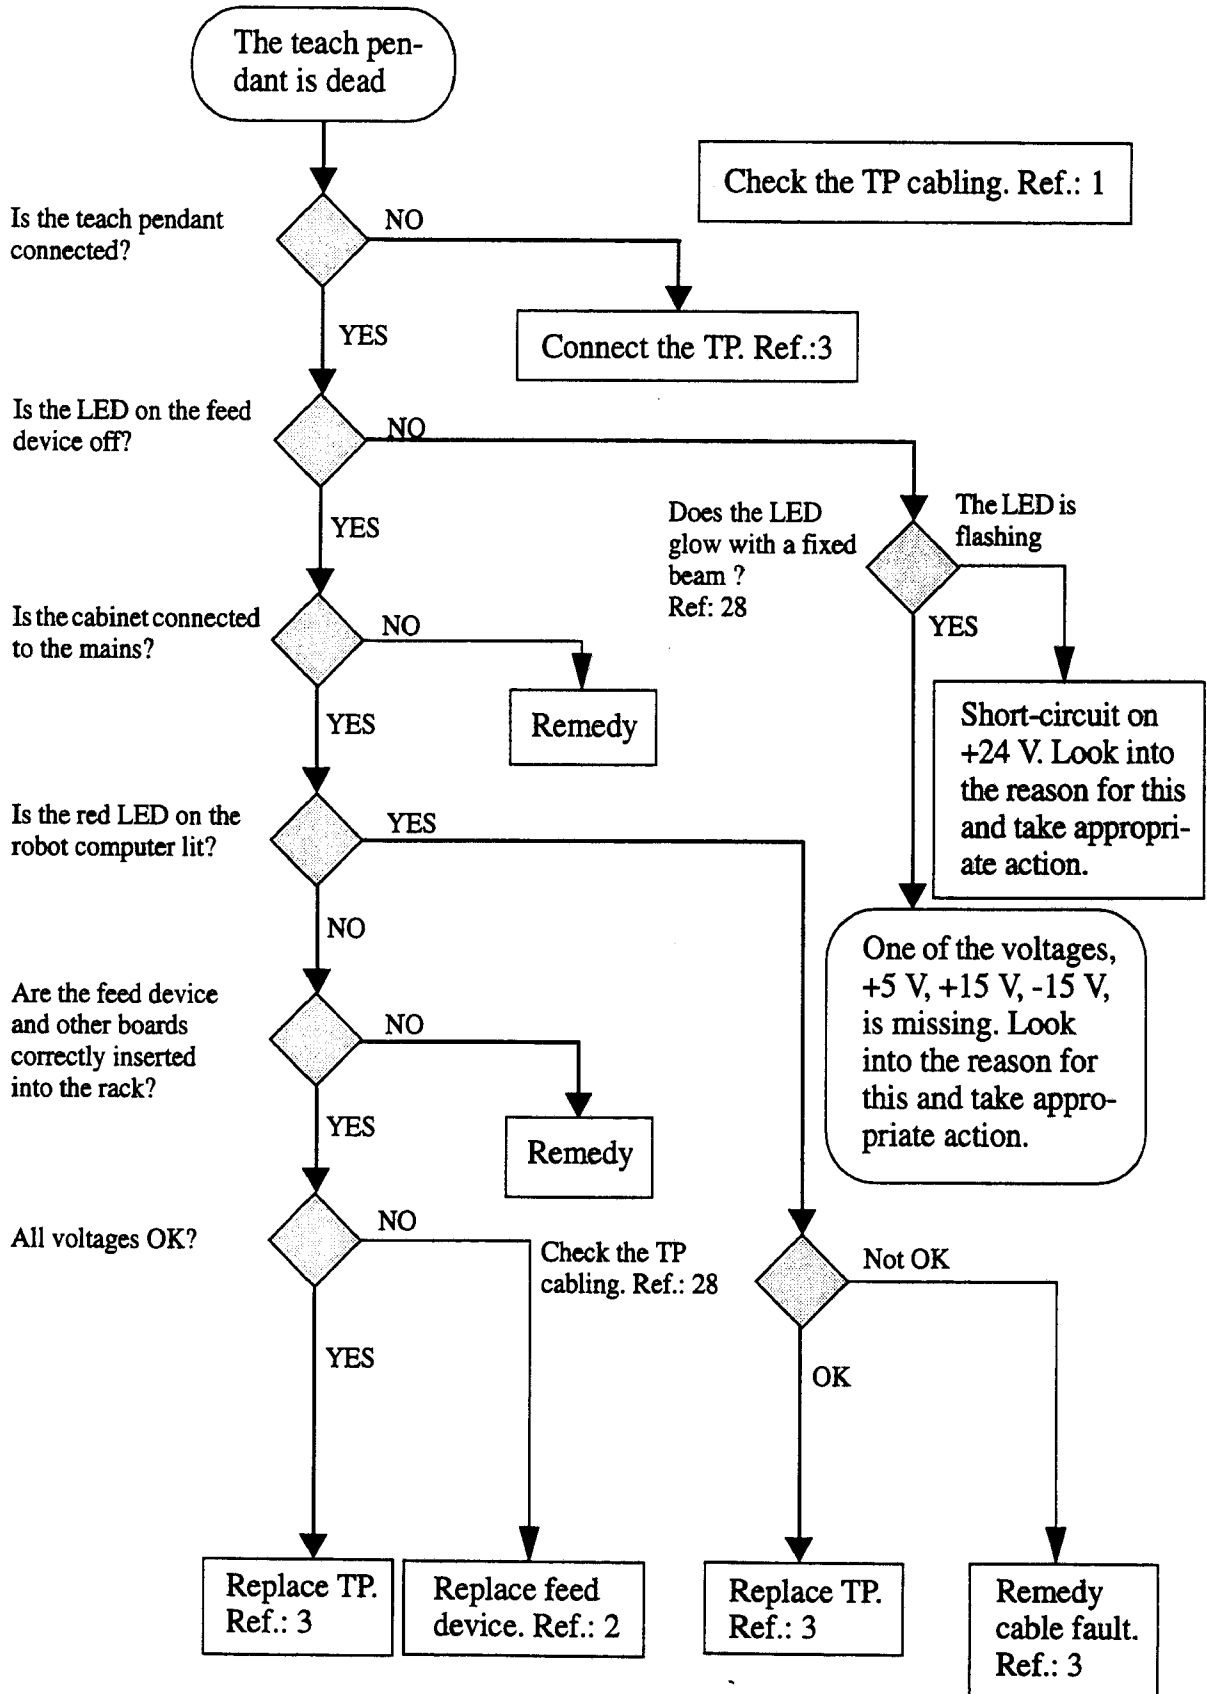 The teach pen-
dant is dead
Check the TP cabling. Ref.: 1
Is the teach pendant
connected?
NO
YES
Connect the TP. Ref.:3
Is the LED on the feed
device off?
NO
YES
Does the LED
glow with a fixed
beam ?
Ref: 28
The LED is
flashing
YES
Is the cabinet connected
to the mains?
NO
YES
Remedy
Short-circuit on
+24 V. Look into
the reason for this
and take appropri-
ate action.
Is the red LED on the
robot computer lit?
YES
NO
One of the voltages,
+5 V, +15 V, -15 V,
is missing. Look
into the reason for
this and take appro-
priate action.
Are the feed device
and other boards
correctly inserted
into the rack?
NO
YES
Remedy
All voltages OK?
NO
YES
Check the TP
cabling. Ref.: 28
Not OK
OK
Replace TP.
Ref.: 3
Replace feed
device. Ref.: 2
Replace TP.
Ref.: 3
Remedy
cable fault.
Ref.: 3